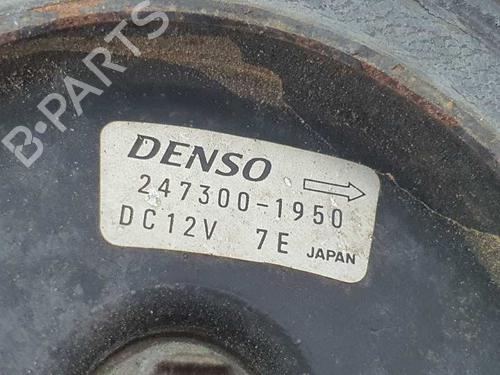 B-PARTS
DENSO
247300-1950
DC12V 7E JAPAN